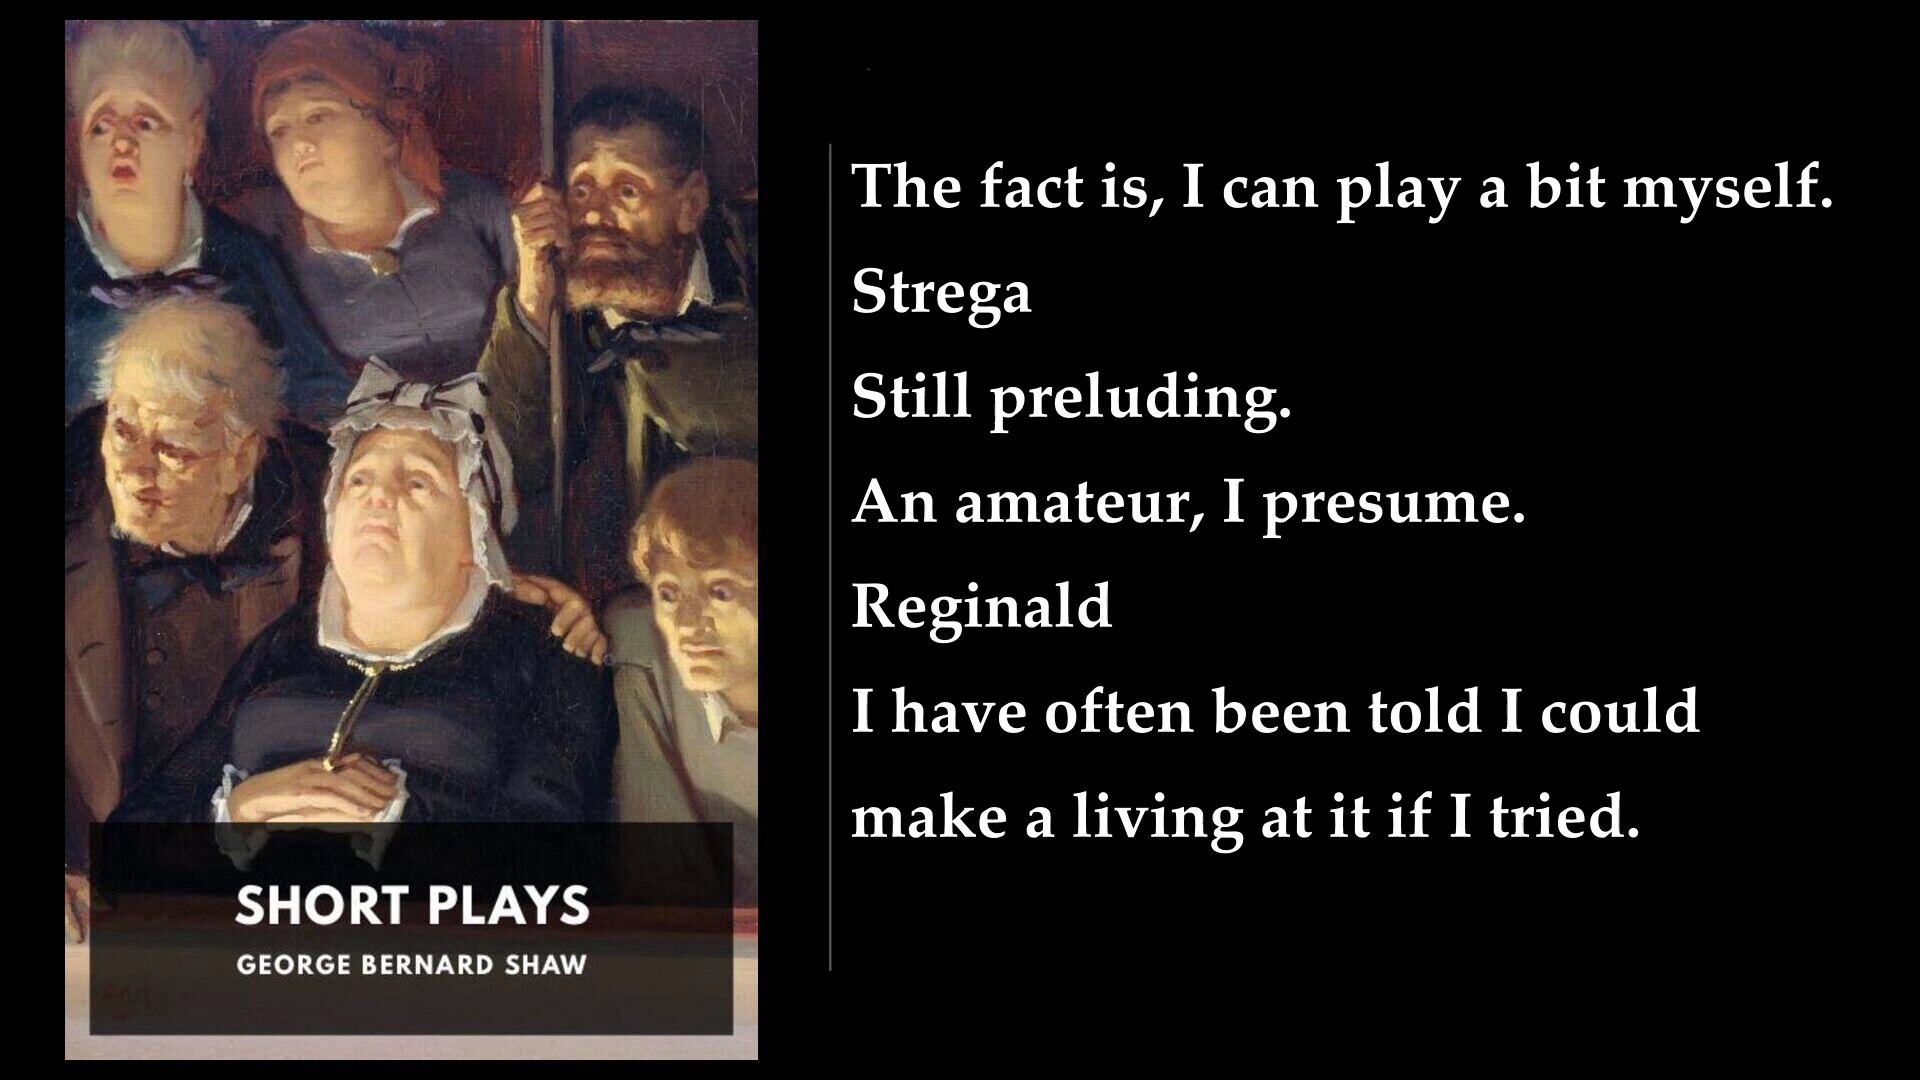 The fact is, I can play a bit myself.
Strega
Still preluding.
An amateur, I presume.
Reginald
I have often been told I could
make a living at it if I tried.
SHORT PLAYS
GEORGE BERNARD SHAW